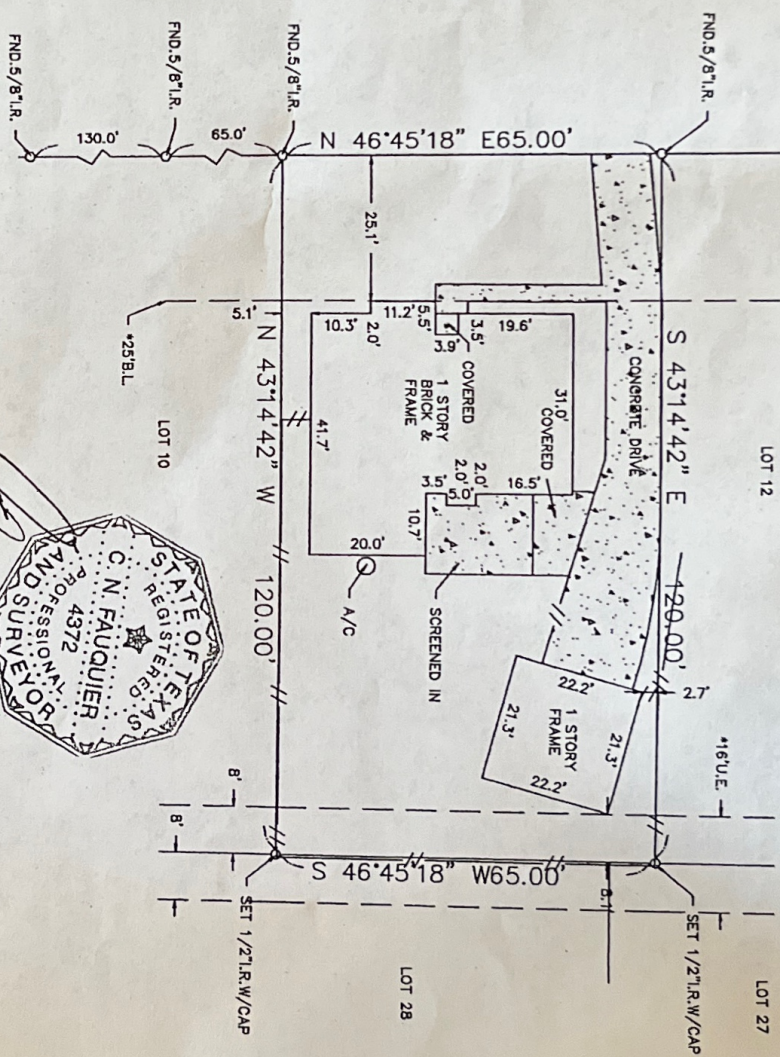 FND.5/8"I.R.
FND.5/8"I.R.
FND.5/8"I.R.
FND.5/8"I.R.
130.0'
65.0'
N 46°45'18" E65.00'
25.1'
5.1'
*25'B.L.
10.3'
2.0'
11.2'
5.5'
3.9'
3.5'
19.6'
COVERED
1 STORY
BRICK &
FRAME
31.0'
COVERED
CONCRETE DRIVE
S 43°14'42" E 120.00'
LOT 12
N 43°14'42" W 120.00'
LOT 10
41.7'
3.5'
2.0'
5.0'
2.0'
16.5'
10.7'
20.0'
A/C
SCREENED IN
22.2'
2.7'
1 STORY
FRAME
21.3'
21.3'
22.2'
*16'U.E.
8'
8'
S 46°45'18" W65.00'
8.1'
SET 1/2"I.R.W/CAP
SET 1/2"I.R.W/CAP
LOT 28
LOT 27
STATE OF TEXAS
REGISTERED
C. N. FAUQUIER
4372
PROFESSIONAL
AND SURVEYOR